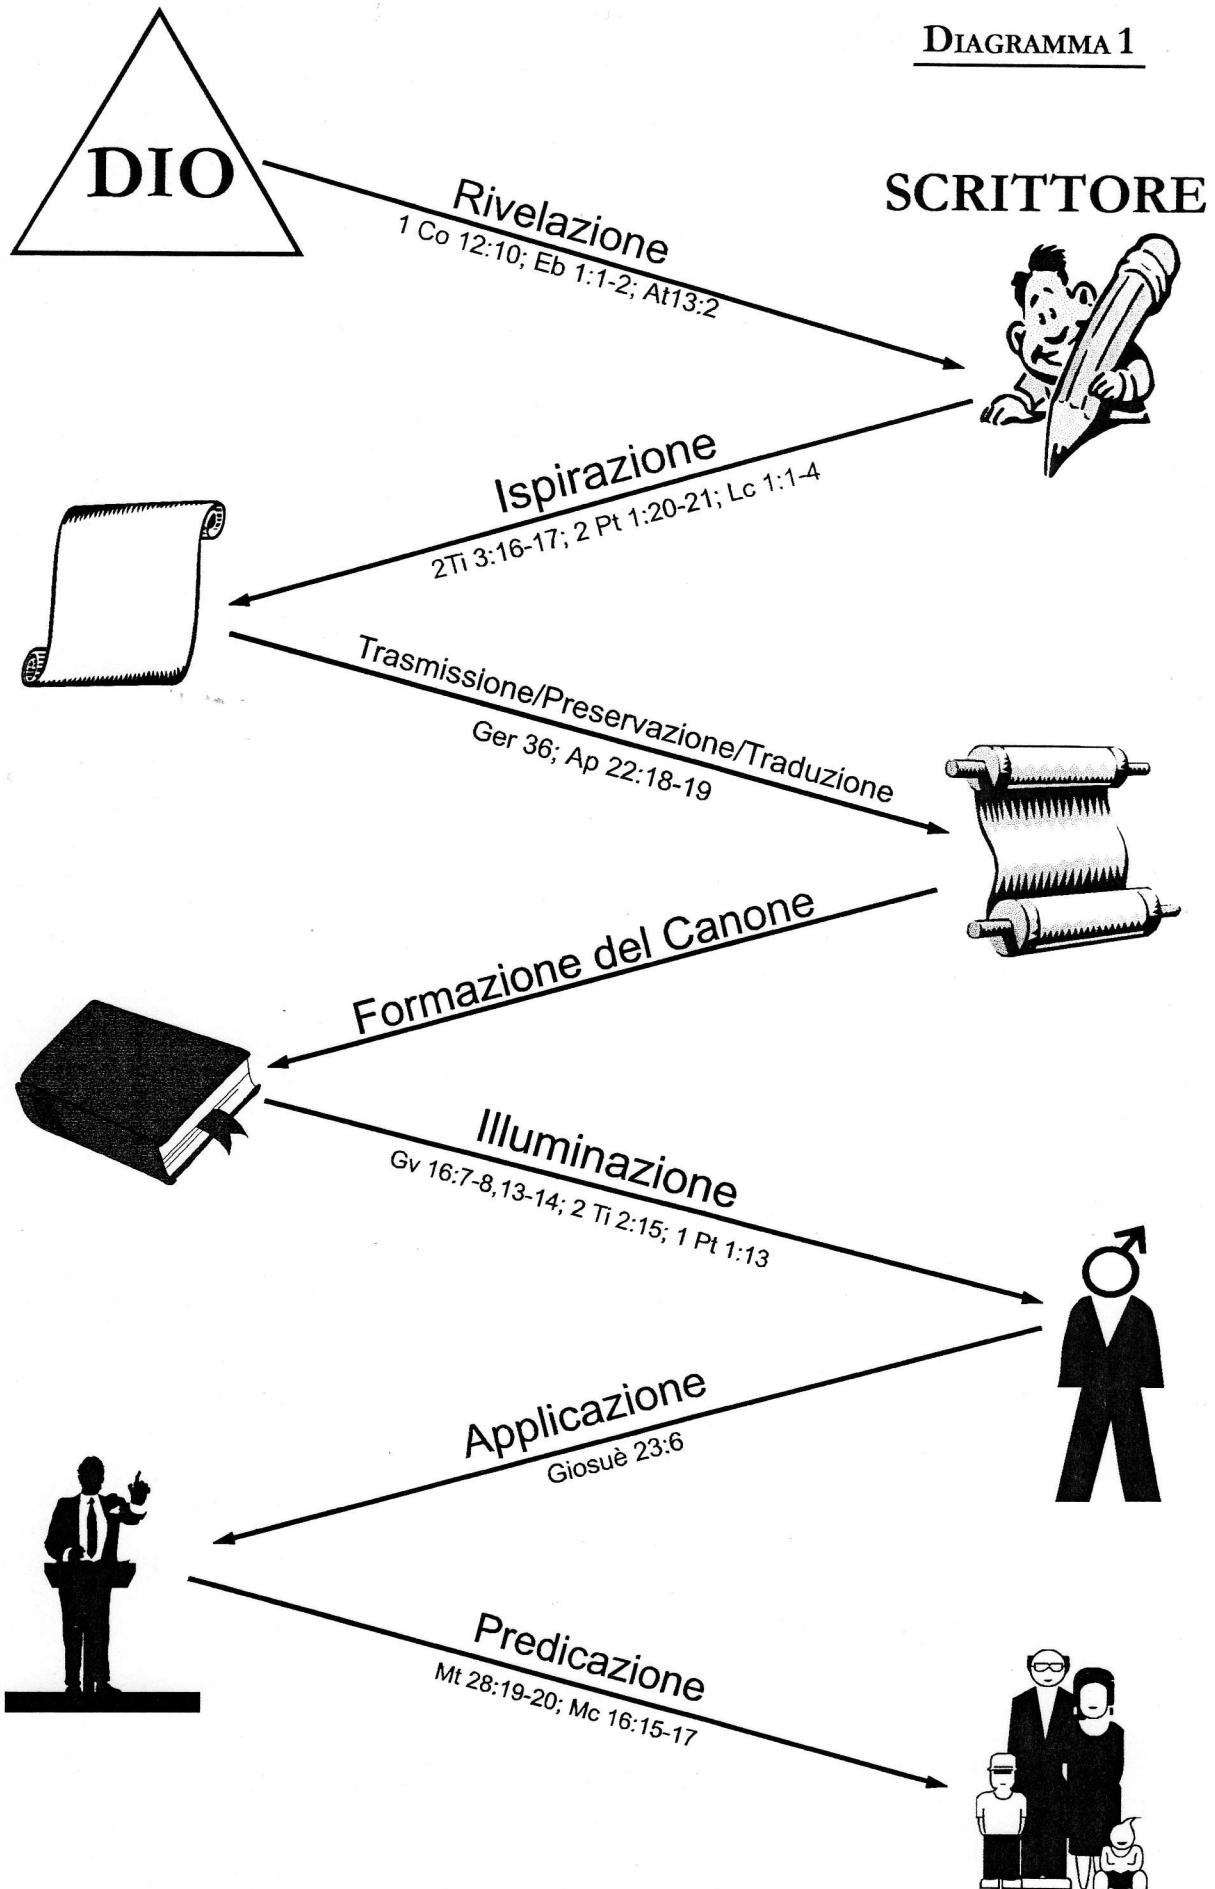 DIAGRAMMA 1
DIO
SCRITTORE
Rivelazione
1 Co 12:10; Eb 1:1-2; At13:2
Ispirazione
2Ti 3:16-17; 2 Pt 1:20-21; Lc 1:1-4
Trasmissione/Preservazione/Traduzione
Ger 36; Ap 22:18-19
Formazione del Canone
Illuminazione
Gv 16:7-8,13-14; 2 Ti 2:15; 1 Pt 1:13
Applicazione
Giosuè 23:6
Predicazione
Mt 28:19-20; Mc 16:15-17